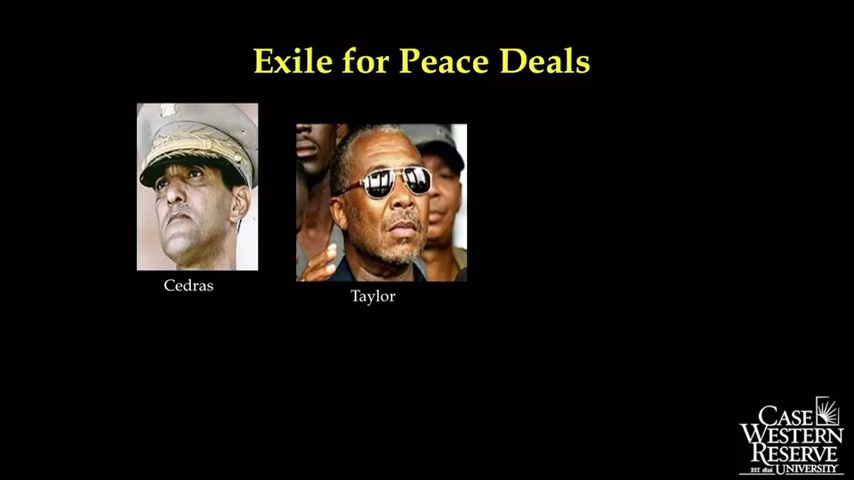 Exile for Peace Deals
Cedras
Taylor
CASE
WESTERN
RESERVE
EST. 1826 UNIVERSITY